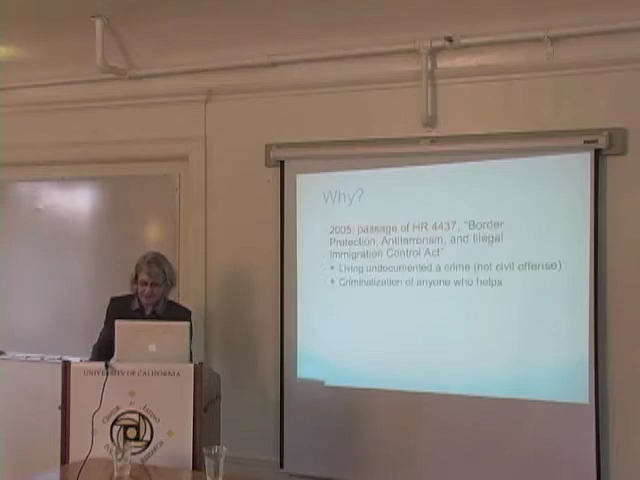 Why?
2005: passage of HR 4437, "Border
Protection, Antiterrorism, and Illegal
Immigration Control Act"
• Living undocumented a crime (not civil offense)
• Criminalization of anyone who helps
UNIVERSITY OF CALIFORNIA